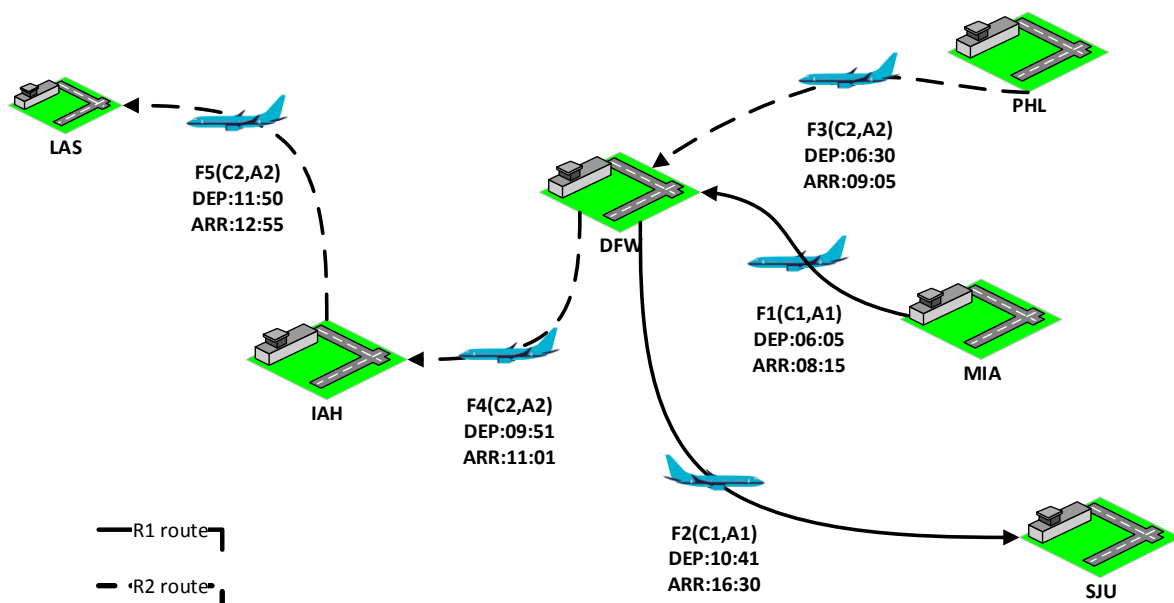 PHL
LAS
F3(C2,A2)
DEP:06:30
ARR:09:05
F5(C2,A2)
DEP:11:50
ARR:12:55
DFW
F1(C1,A1)
DEP:06:05
ARR:08:15
MIA
IAH
F4(C2,A2)
DEP:09:51
ARR:11:01
R1 route
F2(C1,A1)
DEP:10:41
ARR:16:30
R2 route
SJU